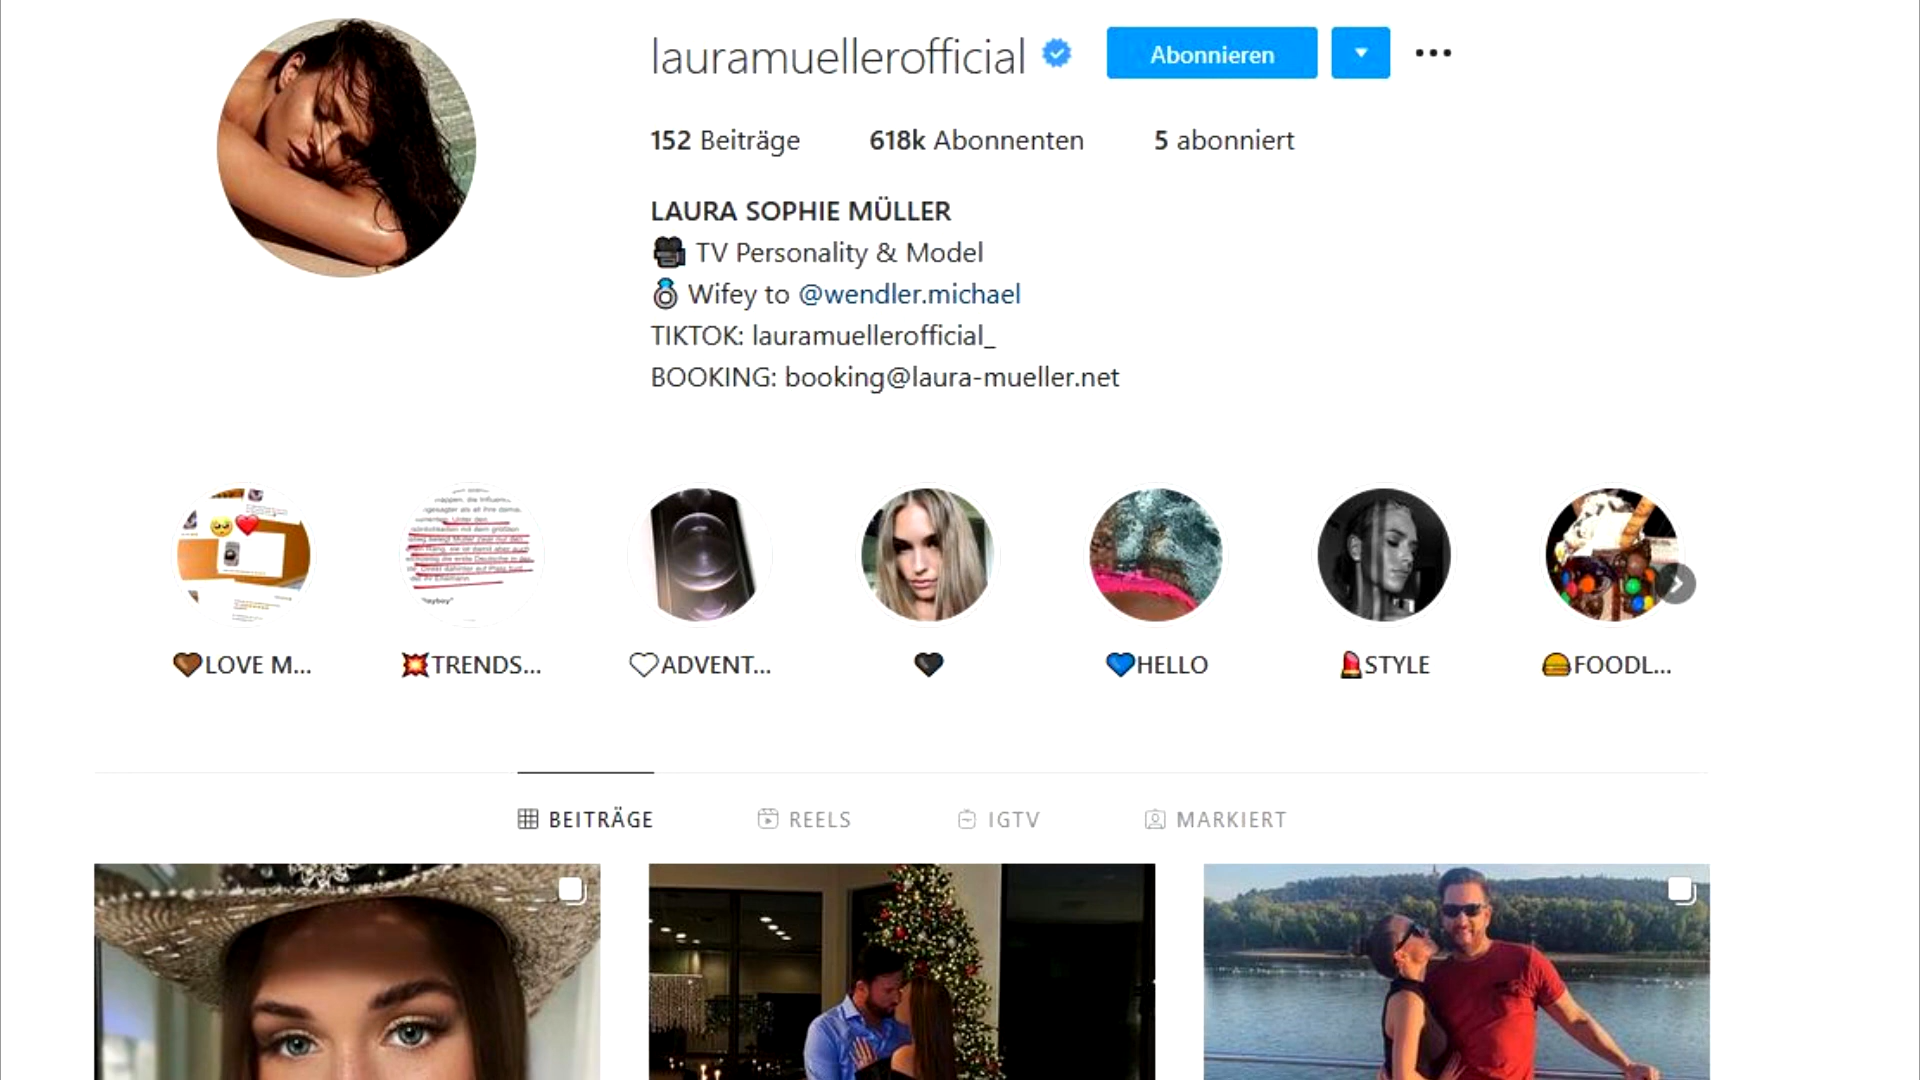 lauramuellerofficial
Abonnieren
152 Beiträge 618k Abonnenten 5 abonniert
LAURA SOPHIE MÜLLER
TV Personality & Model
Wifey to @wendler.michael
TIKTOK: lauramuellerofficial_
BOOKING: booking@laura-mueller.net
LOVE M... TRENDS... ADVENT... HELLO STYLE FOODL...
BEITRÄGE REELS IGTV MARKIERT